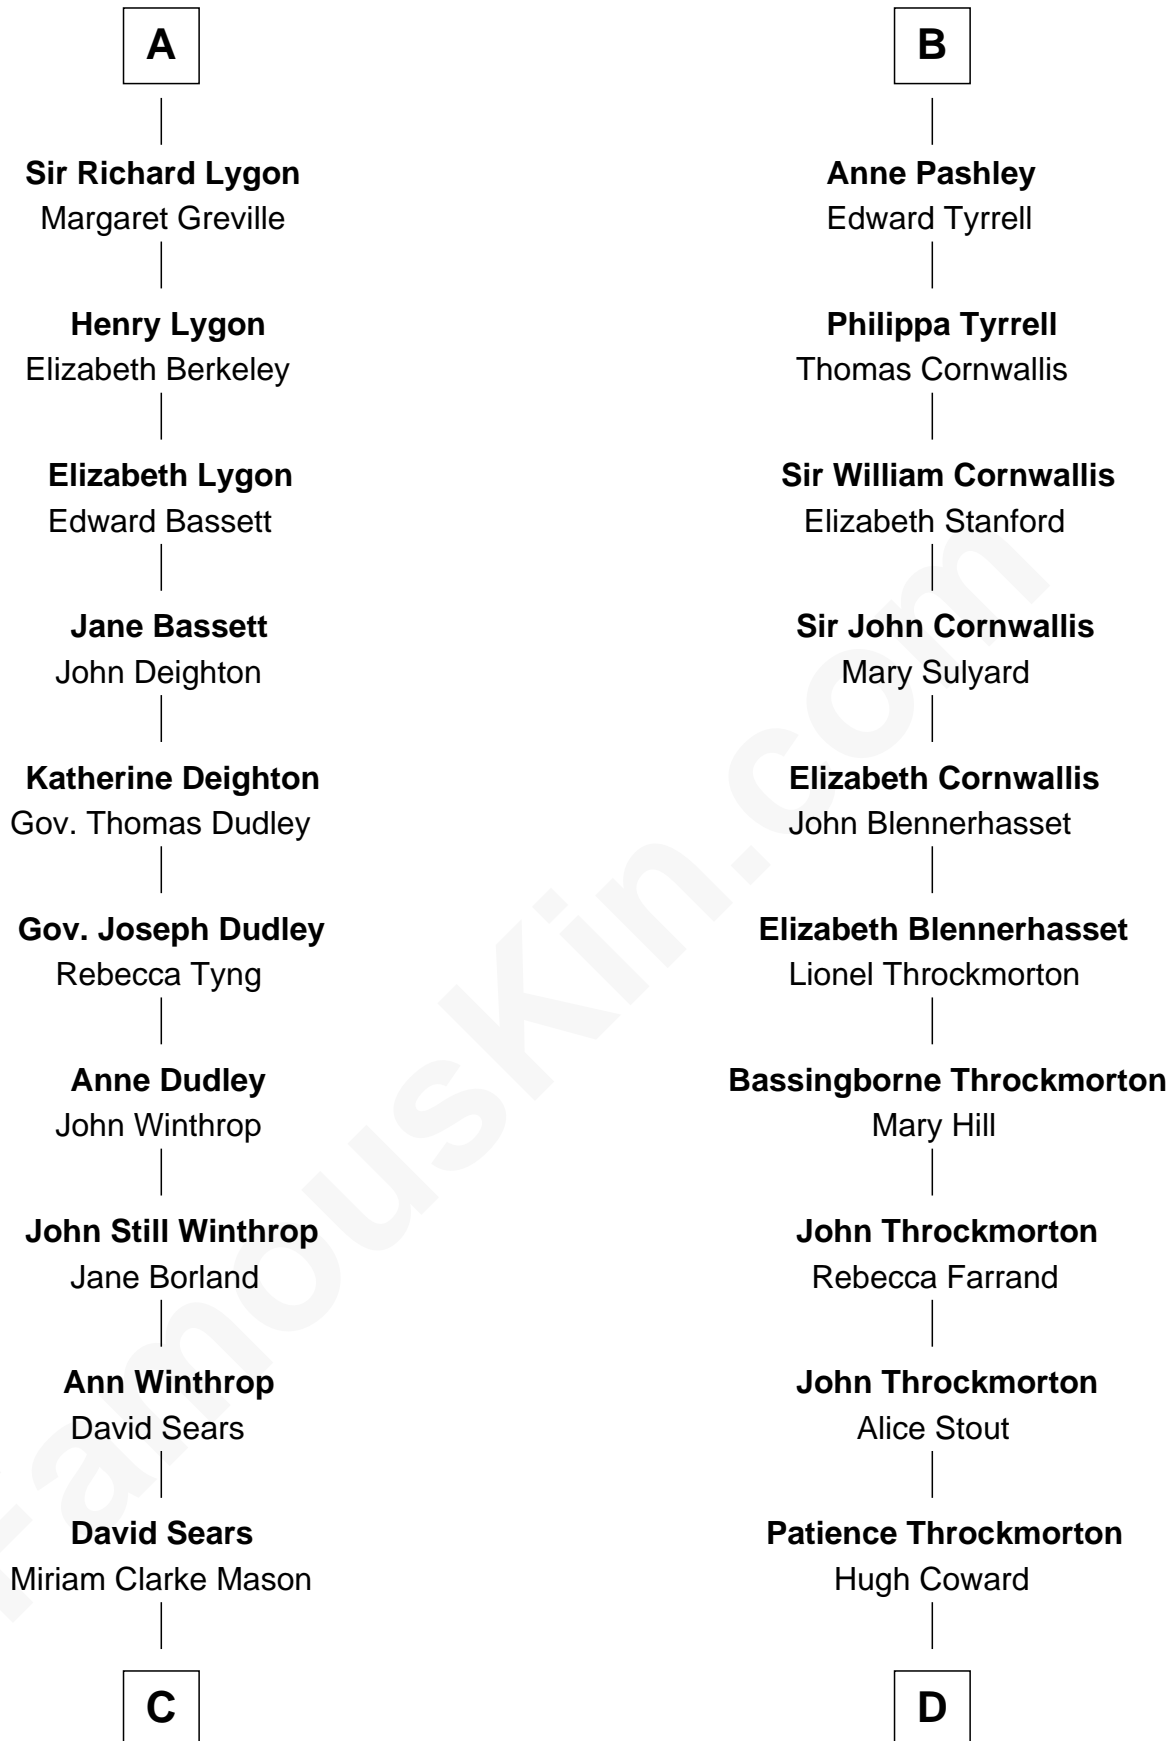 A
Sir Richard Lygon
Margaret Greville
Henry Lygon
Elizabeth Berkeley
Elizabeth Lygon
Edward Bassett
Jane Bassett
John Deighton
Katherine Deighton
Gov. Thomas Dudley
Gov. Joseph Dudley
Rebecca Tyng
Anne Dudley
John Winthrop
John Still Winthrop
Jane Borland
Ann Winthrop
David Sears
David Sears
Miriam Clarke Mason
C
B
Anne Pashley
Edward Tyrrell
Philippa Tyrrell
Thomas Cornwallis
Sir William Cornwallis
Elizabeth Stanford
Sir John Cornwallis
Mary Sulyard
Elizabeth Cornwallis
John Blennerhasset
Elizabeth Blennerhasset
Lionel Throckmorton
Bassingborne Throckmorton
Mary Hill
John Throckmorton
Rebecca Farrand
John Throckmorton
Alice Stout
Patience Throckmorton
Hugh Coward
D
FamousKin.com